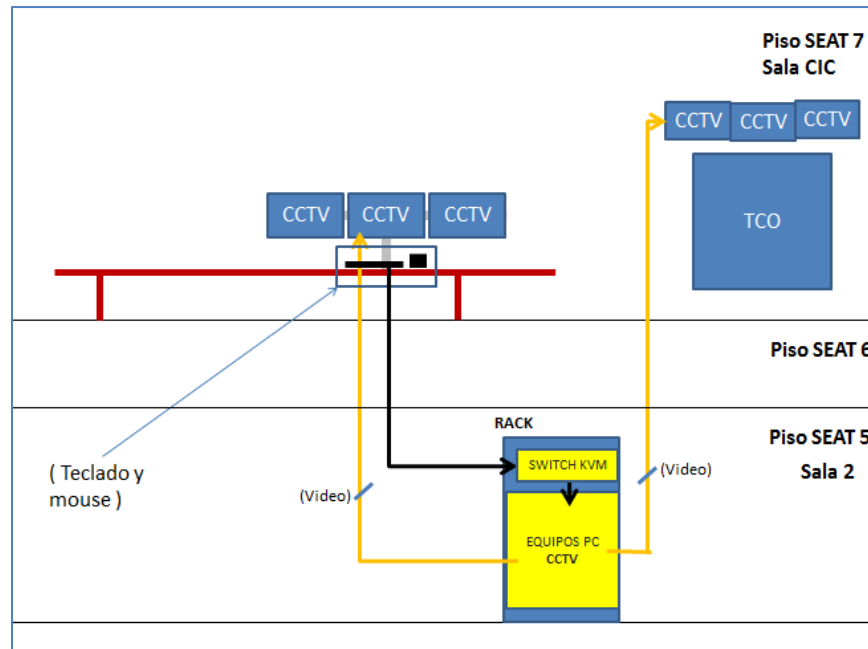 Piso SEAT 7
Sala CIC
CCTV
CCTV
CCTV
TCO
CCTV
CCTV
CCTV
Piso SEAT 6
Piso SEAT 5
Sala 2
RACK
SWITCH KVM
( Teclado y
mouse )
(Video)
(Video)
EQUIPOS PC
CCTV